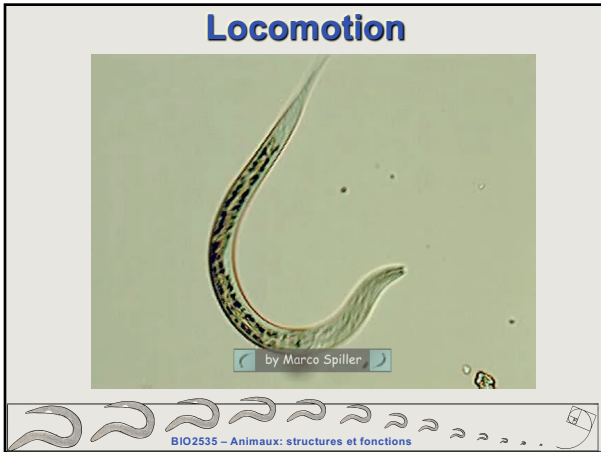 Locomotion
by Marco Spiller
BIO2535 – Animaux: structures et fonctions